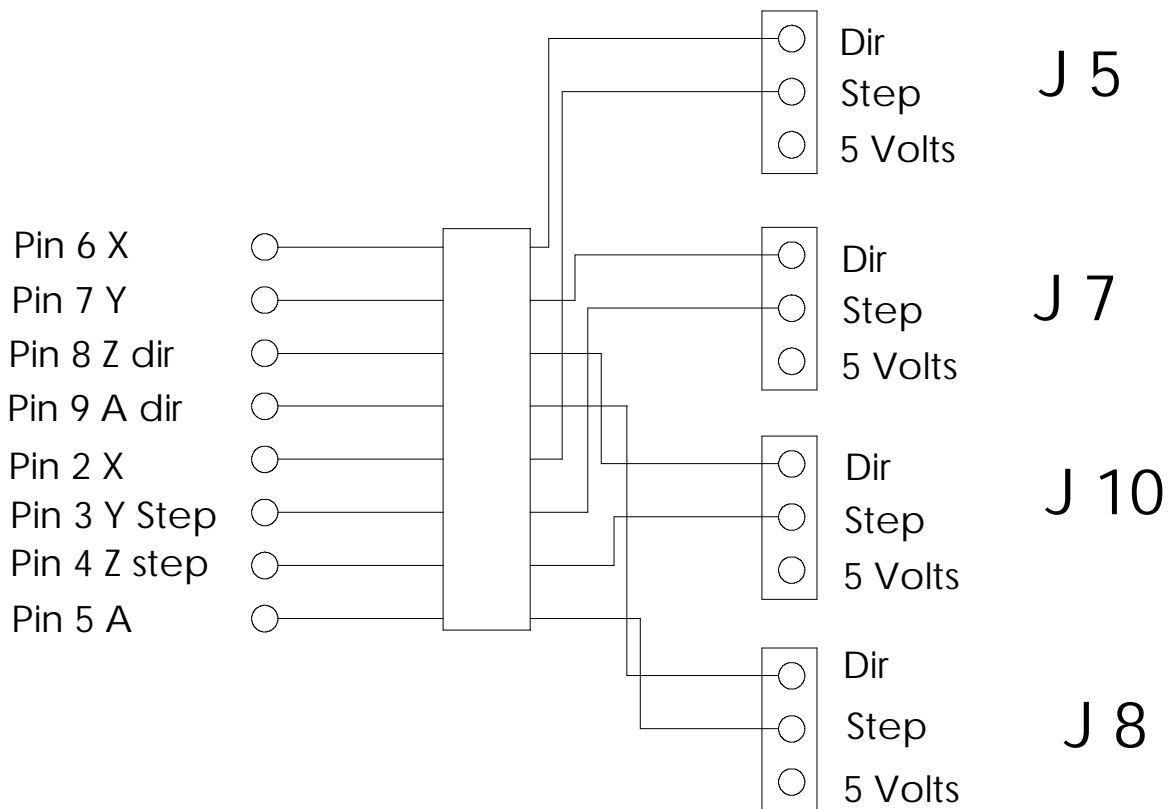 Pin 6 X
Pin 7 Y
Pin 8 Z dir
Pin 9 A dir
Pin 2 X
Pin 3 Y Step
Pin 4 Z step
Pin 5 A
Dir
Step
5 Volts
J 5
Dir
Step
5 Volts
J 7
Dir
Step
5 Volts
J 10
Dir
Step
5 Volts
J 8